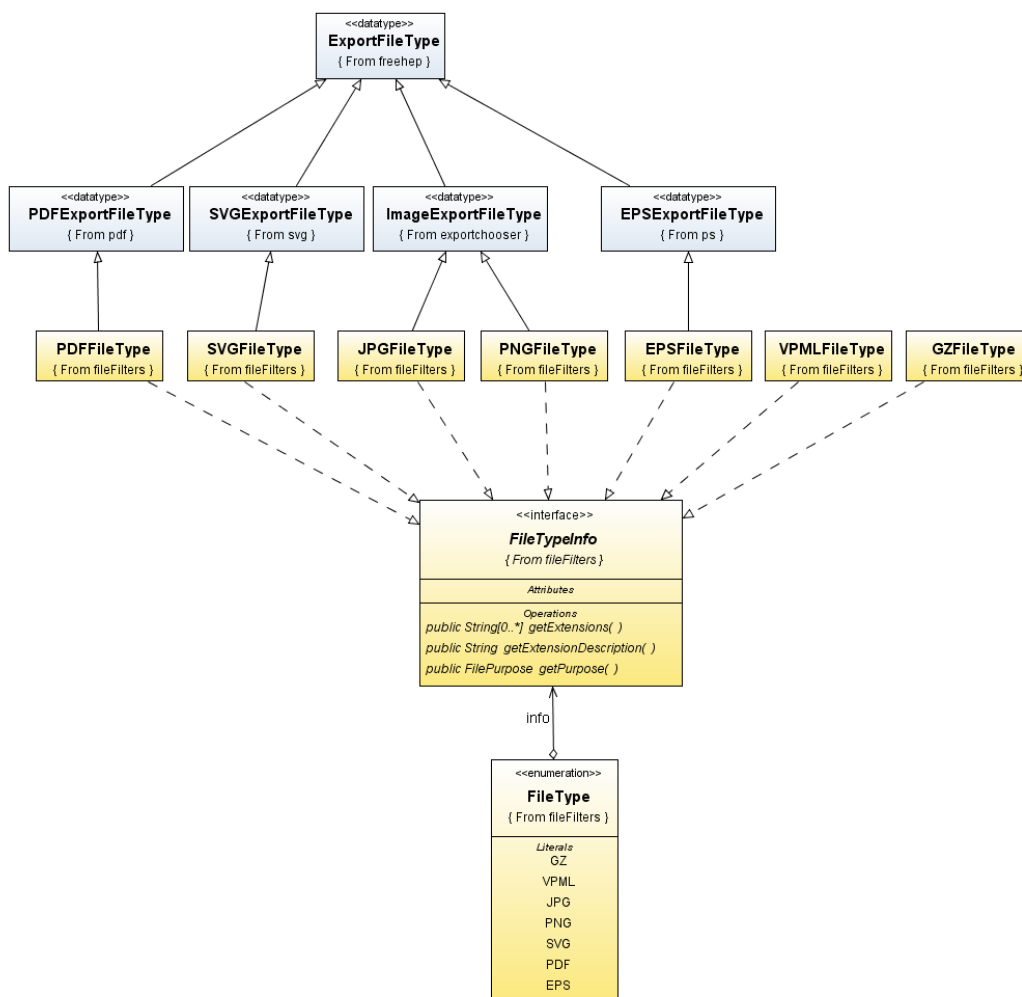 <<datatype>>
ExportFileType
{ From freehep }
<<datatype>>
PDFExportFileType
{ From pdf }
<<datatype>>
SVGExportFileType
{ From svg }
<<datatype>>
ImageExportFileType
{ From exportchooser }
<<datatype>>
EPSExportFileType
{ From ps }
PDFFileType
{ From fileFilters }
SVGFileType
{ From fileFilters }
JPGFileType
{ From fileFilters }
PNGFileType
{ From fileFilters }
EPSFileType
{ From fileFilters }
VPMLFileType
{ From fileFilters }
GZFileType
{ From fileFilters }
<<interface>>
FileTypeInfo
{ From fileFilters }
Attributes
Operations
public String[0..*] getExtensions( )
public String getExtensionDescription( )
public FilePurpose getPurpose( )
info
<<enumeration>>
FileType
{ From fileFilters }
Literals
GZ
VPML
JPG
PNG
SVG
PDF
EPS